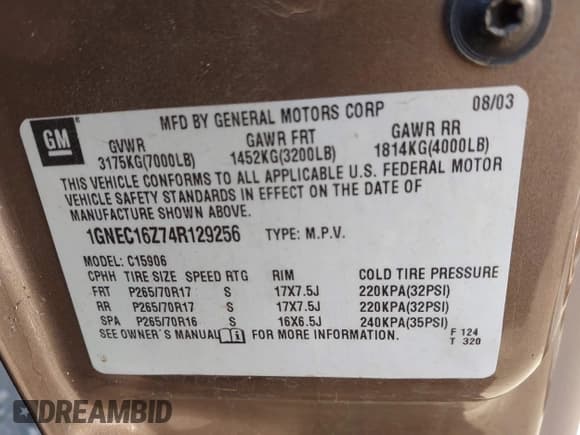 GM
®
MFD BY GENERAL MOTORS CORP 08/03
GVWR GAWR FRT GAWR RR
3175KG(7000LB) 1452KG(3200LB) 1814KG(4000LB)
THIS VEHICLE CONFORMS TO ALL APPLICABLE U.S. FEDERAL MOTOR
VEHICLE SAFETY STANDARDS IN EFFECT ON THE DATE OF
MANUFACTURE SHOWN ABOVE.
1GNEC16Z74R129256 TYPE: M.P.V.
MODEL: C15906
CPHH TIRE SIZE SPEED RTG RIM COLD TIRE PRESSURE
FRT P265/70R17 S 17X7.5J 220KPA(32PSI)
RR P265/70R17 S 17X7.5J 220KPA(32PSI)
SPA P265/70R16 S 16X6.5J 240KPA(35PSI)
SEE OWNER'S MANUAL FOR MORE INFORMATION. F 124
T 320
DREAMBID